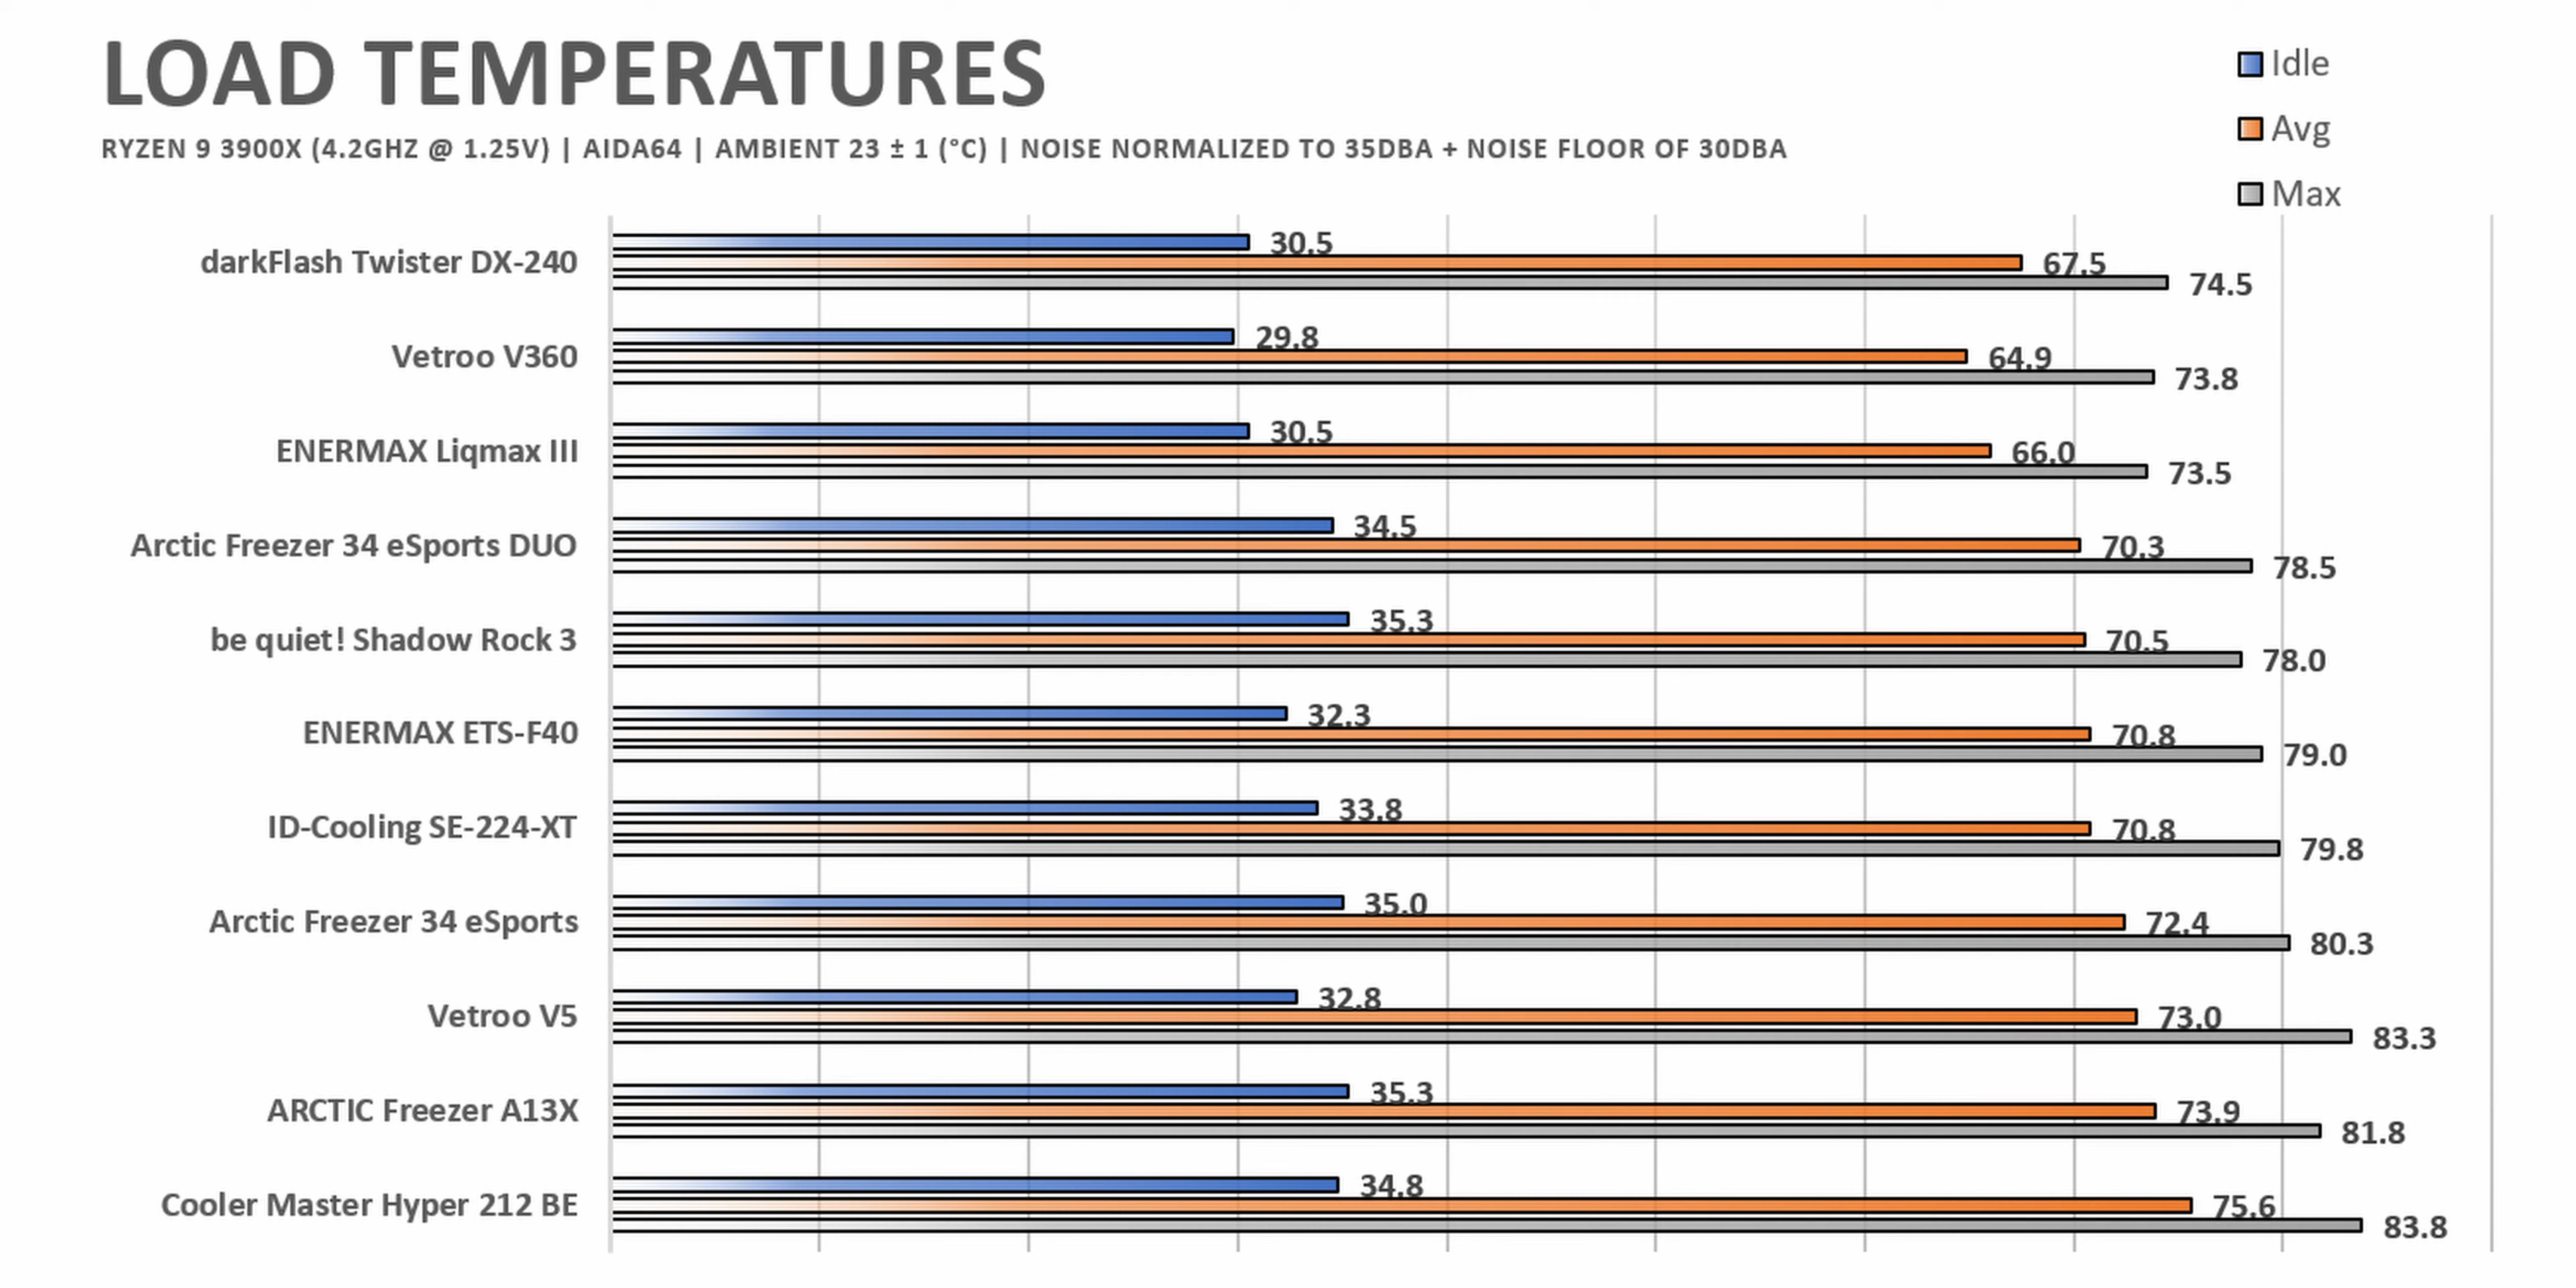 LOAD TEMPERATURES
RYZEN 9 3900X (4.2GHZ @ 1.25V) | AIDA64 | AMBIENT 23 ± 1 (°C) | NOISE NORMALIZED TO 35DBA + NOISE FLOOR OF 30DBA
Idle
Avg
Max
darkFlash Twister DX-240
30.5
67.5
74.5
Vetroo V360
29.8
64.9
73.8
ENERMAX Liqmax III
30.5
66.0
73.5
Arctic Freezer 34 eSports DUO
34.5
70.3
78.5
be quiet! Shadow Rock 3
35.3
70.5
78.0
ENERMAX ETS-F40
32.3
70.8
79.0
ID-Cooling SE-224-XT
33.8
70.8
79.8
Arctic Freezer 34 eSports
35.0
72.4
80.3
Vetroo V5
32.8
73.0
83.3
ARCTIC Freezer A13X
35.3
73.9
81.8
Cooler Master Hyper 212 BE
34.8
75.6
83.8